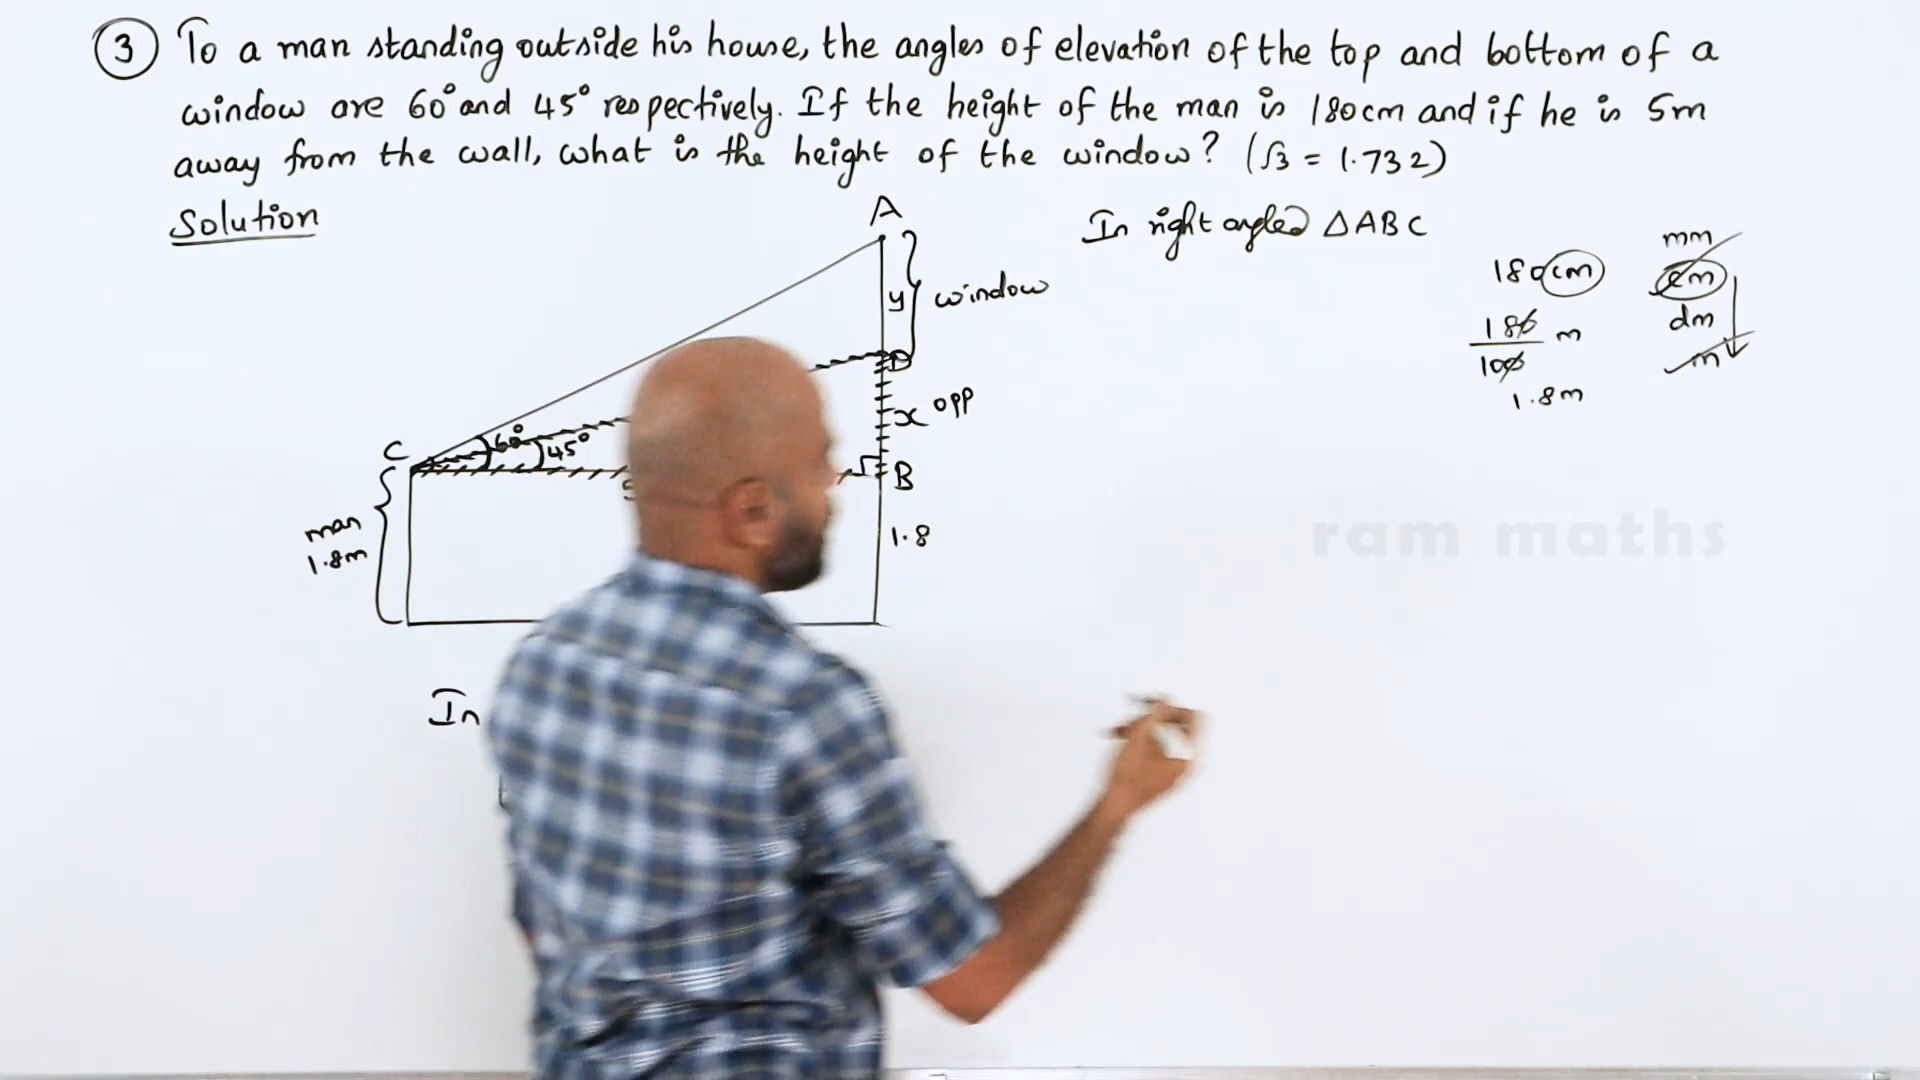 ③ To a man standing outside his house, the angles of elevation of the top and bottom of a
window are 60° and 45° respectively. If the height of the man is 180cm and if he is 5m
away from the wall, what is the height of the window? (√3 = 1.732)
Solution
A
In right angled △ABC
y
window
D
x opp
C
60°
45°
B
man
1.8m
1.8
180cm
180/100 m
1.8m
mm
cm
dm
m
ram maths
In